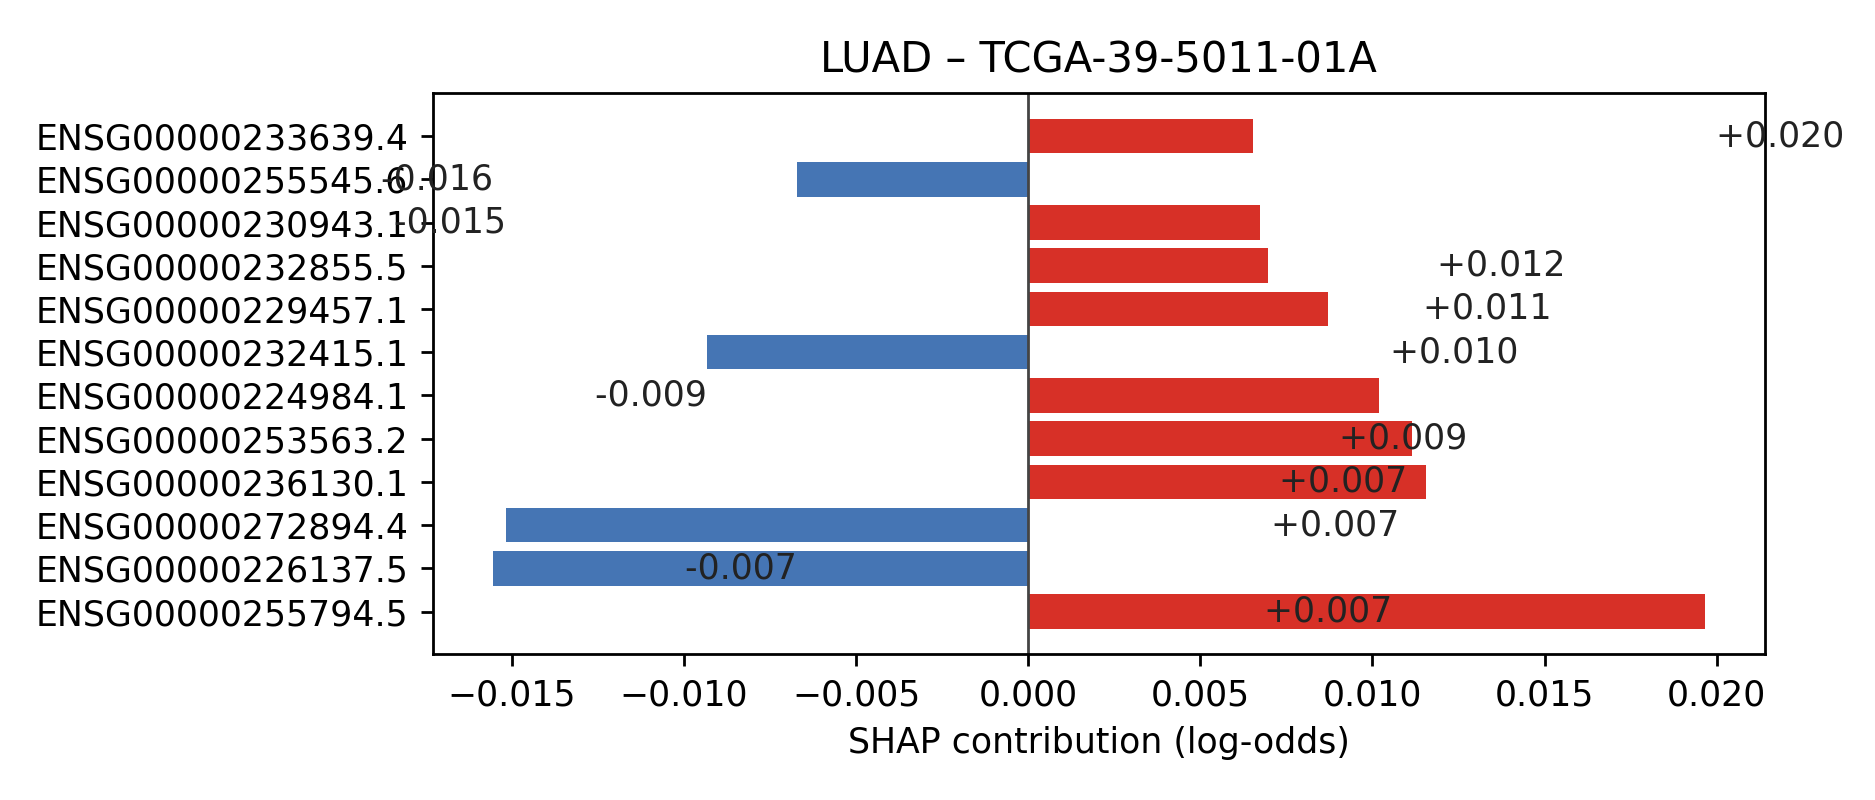 LUAD – TCGA-39-5011-01A
ENSG00000233639.4
+0.020
ENSG00000255545.6
-0.016
ENSG00000230943.1
-0.015
ENSG00000232855.5
+0.012
ENSG00000229457.1
+0.011
ENSG00000232415.1
+0.010
ENSG00000224984.1
-0.009
ENSG00000253563.2
+0.009
ENSG00000236130.1
+0.007
ENSG00000272894.4
+0.007
ENSG00000226137.5
-0.007
ENSG00000255794.5
+0.007
−0.015 −0.010 −0.005 0.000 0.005 0.010 0.015 0.020
SHAP contribution (log-odds)